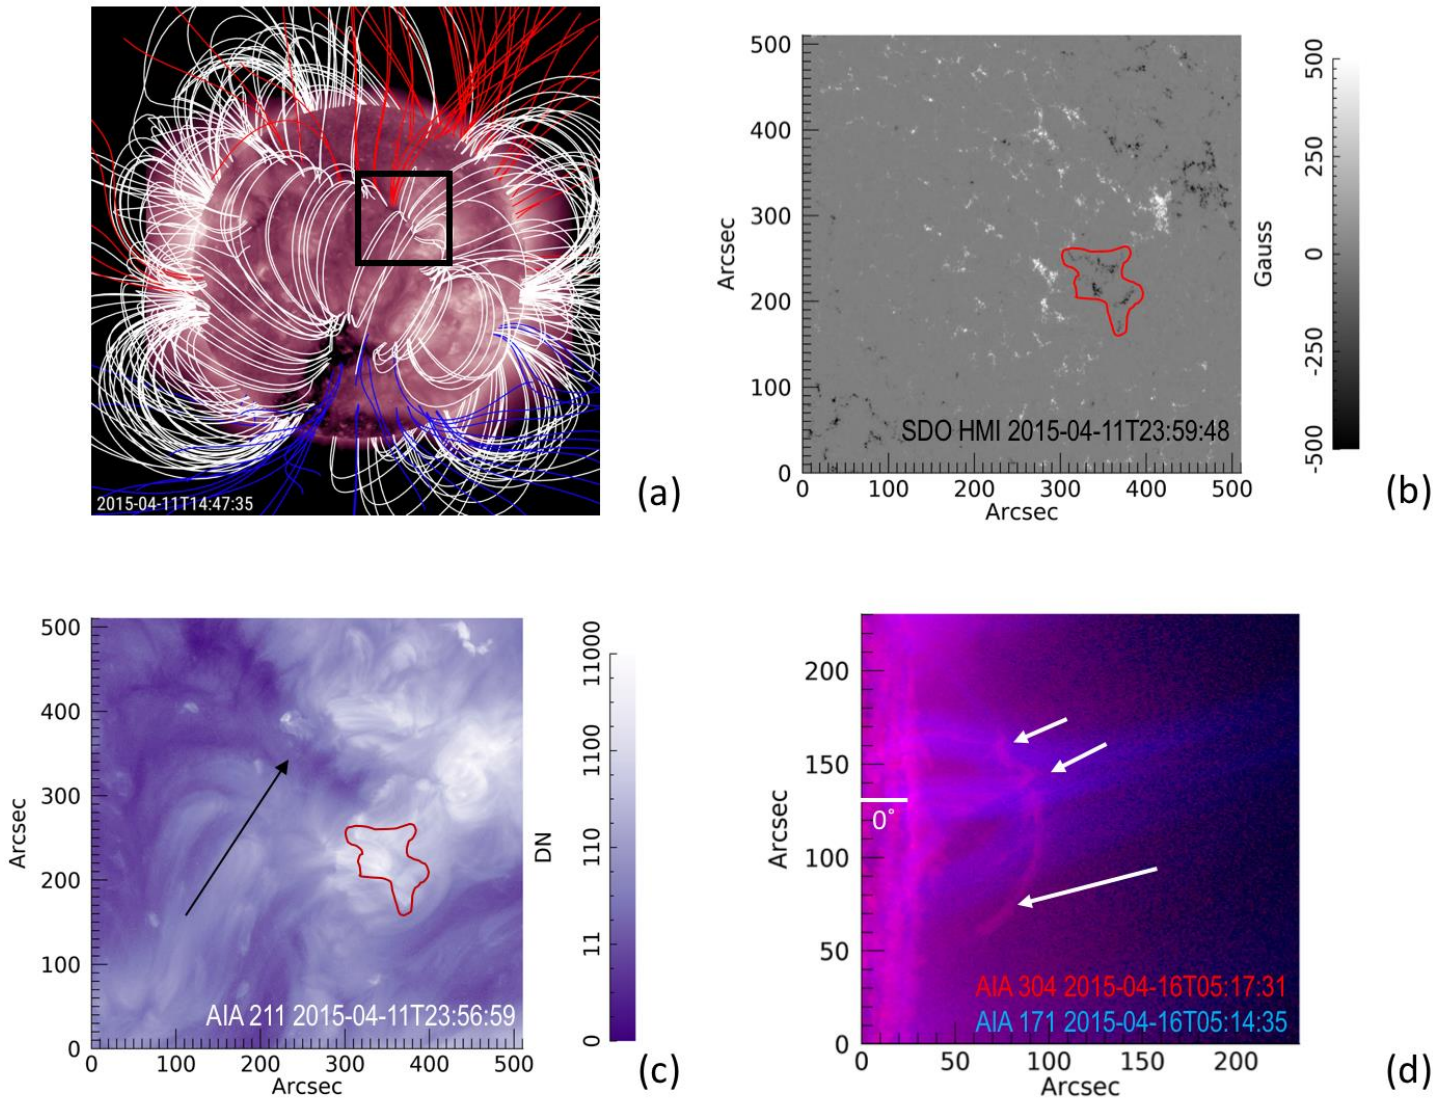 2015-04-11T14:47:35
(a)
500
400
300
200
100
0
Arcsec
0 100 200 300 400 500
Arcsec
SDO HMI 2015-04-11T23:59:48
500
250
0
-250
-500
Gauss
(b)
500
400
300
200
100
0
Arcsec
0 100 200 300 400 500
Arcsec
AIA 211 2015-04-11T23:56:59
11000
1100
110
11
0
DN
(c)
200
150
100
50
0
Arcsec
0°
AIA 304 2015-04-16T05:17:31
AIA 171 2015-04-16T05:14:35
0 50 100 150 200
Arcsec
(d)